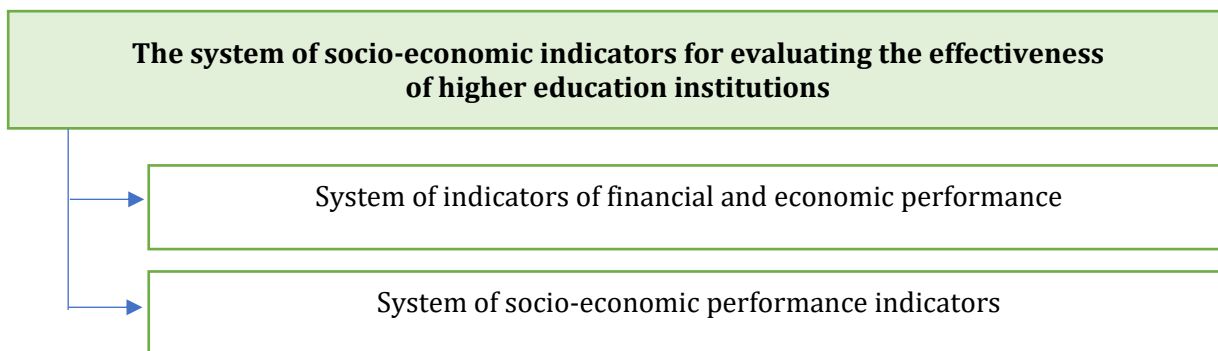 The system of socio-economic indicators for evaluating the effectiveness
of higher education institutions
System of indicators of financial and economic performance
System of socio-economic performance indicators